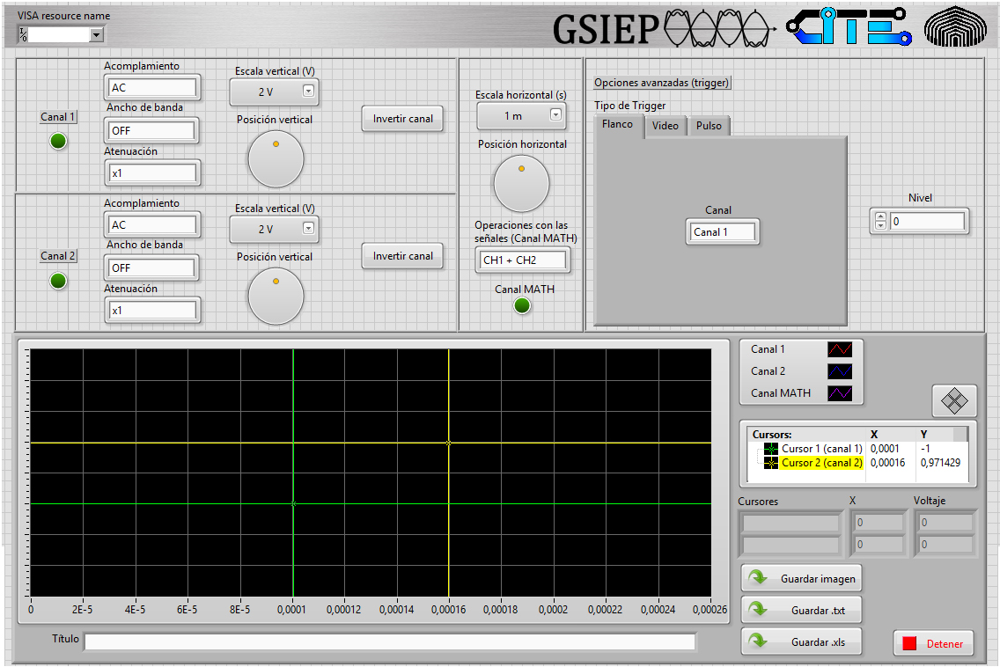 VISA resource name
GSIEP
CITE
Acoplamiento
AC
Escala vertical (V)
2 V
Canal 1
Ancho de banda
OFF
Posición vertical
Invertir canal
Atenuación
x1
Acoplamiento
AC
Escala vertical (V)
2 V
Canal 2
Ancho de banda
OFF
Posición vertical
Invertir canal
Atenuación
x1
Escala horizontal (s)
1 m
Posición horizontal
Operaciones con las
señales (Canal MATH)
CH1 + CH2
Canal MATH
Opciones avanzadas (trigger)
Tipo de Trigger
Flanco Video Pulso
Canal
Canal 1
Nivel
0
0 2E-5 4E-5 6E-5 8E-5 0,0001 0,00012 0,00014 0,00016 0,00018 0,0002 0,00022 0,00024 0,00026
Título
Canal 1
Canal 2
Canal MATH
Cursors: X Y
Cursor 1 (canal 1) 0,0001 -1
Cursor 2 (canal 2) 0,00016 0,971429
Cursores X Voltaje
0 0
0 0
Guardar imagen
Guardar .txt
Guardar .xls
Detener